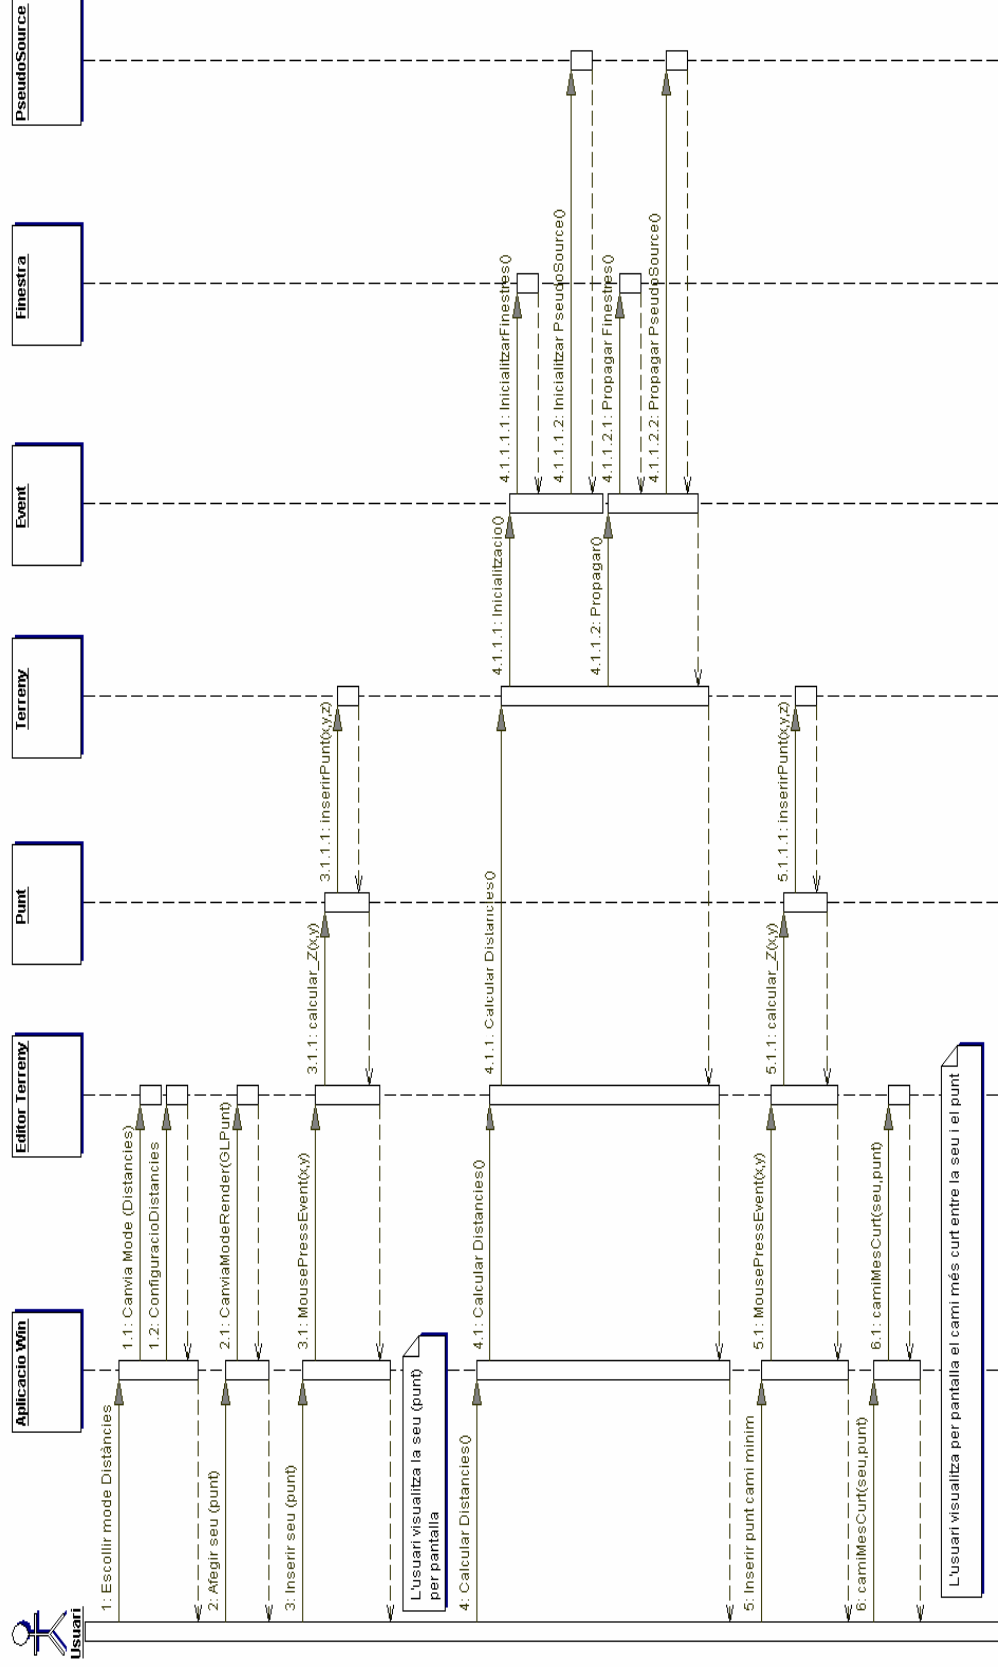 Usuari
Aplicacio Win
Editor Terreny
Punt
Terreny
Event
Finestra
PseudoSource
1: Escollir mode Distàncies
1.1: Canvia Mode (Distancies)
1.2: ConfiguracioDistancies
2: Afegir seu (punt)
2.1: CanviaModeRender(GLPunt)
3: Inserir seu (punt)
3.1: MousePressEvent(x,y)
3.1.1: calcular_Z(x,y)
3.1.1.1: inserirPunt(x,y,z)
L'usuari visualitza la seu (punt)
per pantalla
4: Calcular Distancies()
4.1: Calcular Distancies()
4.1.1: Calcular Distancies()
4.1.1.1: Inicialitzacio()
4.1.1.1.1: InicialitzarFinestres()
4.1.1.1.2: Inicialitzar PseudoSource()
4.1.1.2: Propagar()
4.1.1.2.1: Propagar Finestres()
4.1.1.2.2: Propagar PseudoSource()
5: Inserir punt cami minim
5.1: MousePressEvent(x,y)
5.1.1: calcular_Z(x,y)
5.1.1.1: inserirPunt(x,y,z)
6: camiMesCurt(seu,punt)
6.1: camiMesCurt(seu,punt)
L'usuari visualitza per pantalla el camí més curt entre la seu i el punt